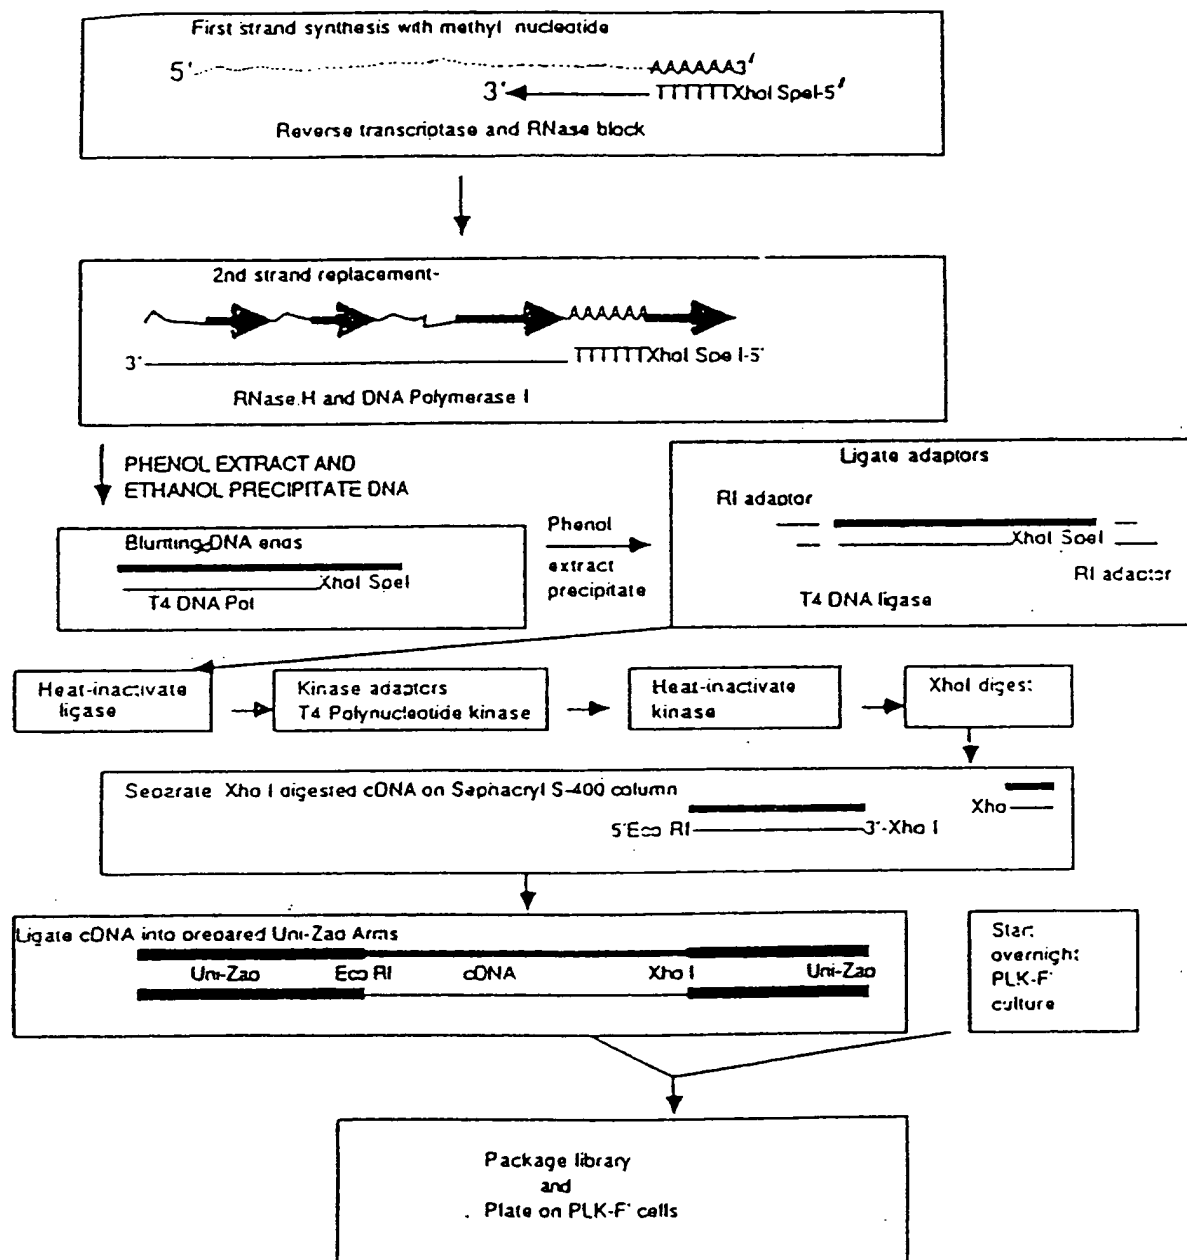 First strand synthesis with methyl nucleotide
5' AAAAAA3'
3' TTTTTTXhoI SpeI-5'
Reverse transcriptase and RNase block
2nd strand replacement-
AAAAAA
3' TTTTTTXhoI Spe I-5'
RNase H and DNA Polymerase I
PHENOL EXTRACT AND
ETHANOL PRECIPITATE DNA
Blunting DNA ends
XhoI SpeI
T4 DNA Pol
Phenol
extract
precipitate
Ligate adaptors
RI adaptor
XhoI SpeI
RI adaptor
T4 DNA ligase
Heat-inactivate
ligase
Kinase adaptors
T4 Polynucleotide kinase
Heat-inactivate
kinase
XhoI digest
Separate Xho I digested cDNA on Sephacryl S-400 column
Xho
5'Eco RI 3'-Xho I
Ligate cDNA into prepared Uni-Zap Arms
Uni-Zap Eco RI cDNA Xho I Uni-Zap
Start
overnight
PLK-F'
culture
Package library
and
Plate on PLK-F' cells